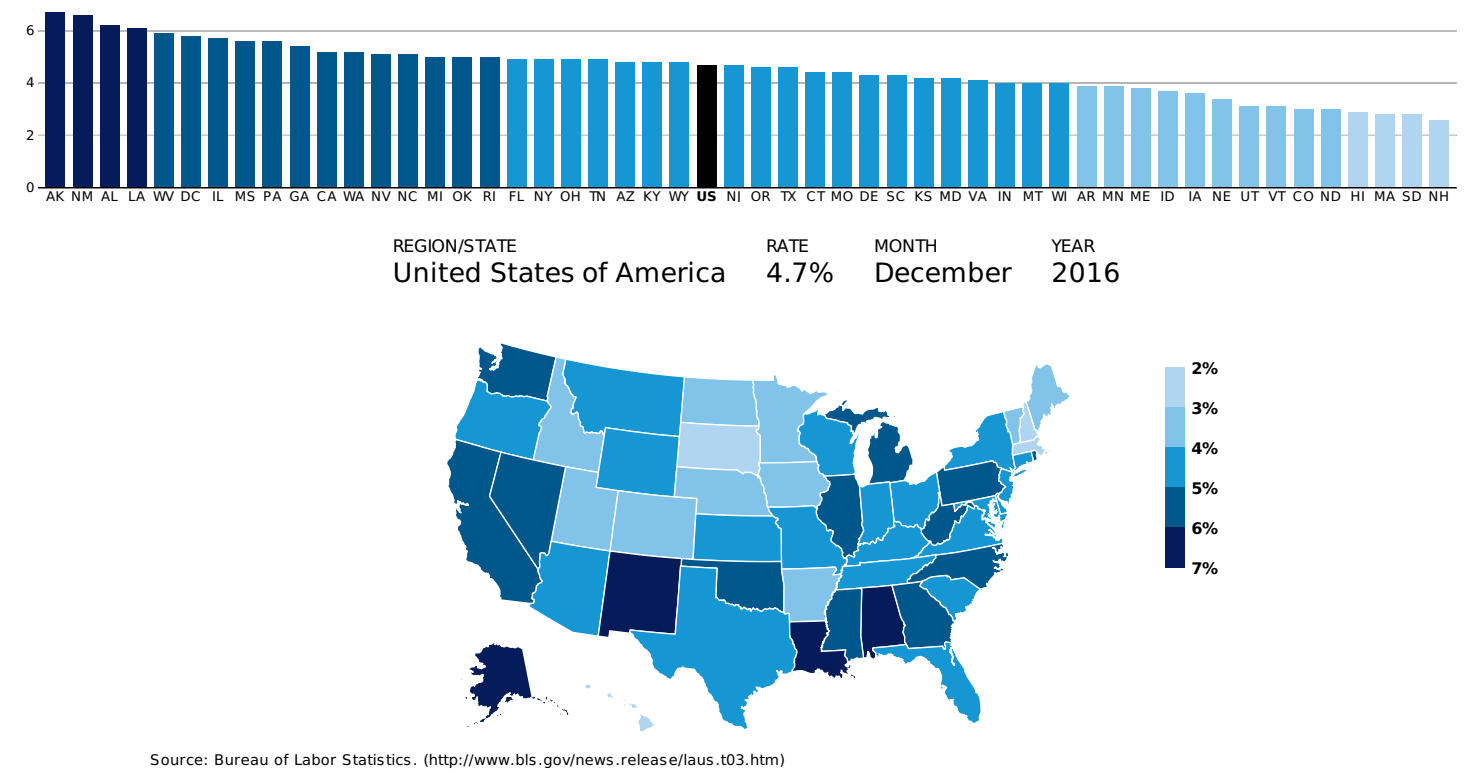 6
4
2
0
AK NM AL LA WV DC IL MS PA GA CA WA NV NC MI OK RI FL NY OH TN AZ KY WY US NJ OR TX CT MO DE SC KS MD VA IN MT WI AR MN ME ID IA NE UT VT CO ND HI MA SD NH
REGION/STATE RATE MONTH YEAR
United States of America 4.7% December 2016
2%
3%
4%
5%
6%
7%
Source: Bureau of Labor Statistics. (http://www.bls.gov/news.release/laus.t03.htm)